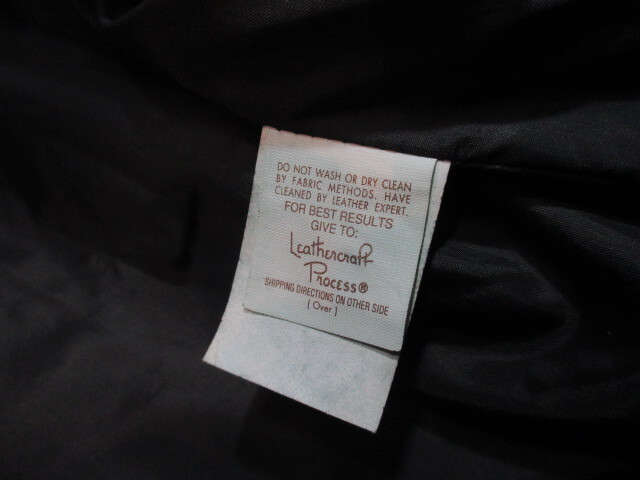 DO NOT WASH OR DRY CLEAN
BY FABRIC METHODS. HAVE
CLEANED BY LEATHER EXPERT.
FOR BEST RESULTS
GIVE TO:
Leathercraft
Process®
SHIPPING DIRECTIONS ON OTHER SIDE
(Over)